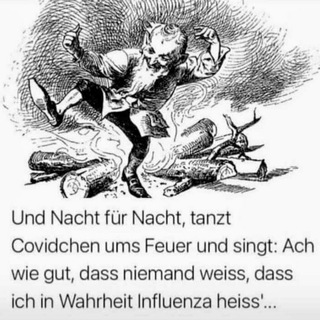 Und Nacht für Nacht, tanzt
Covidchen ums Feuer und singt: Ach
wie gut, dass niemand weiss, dass
ich in Wahrheit Influenza heiss'...